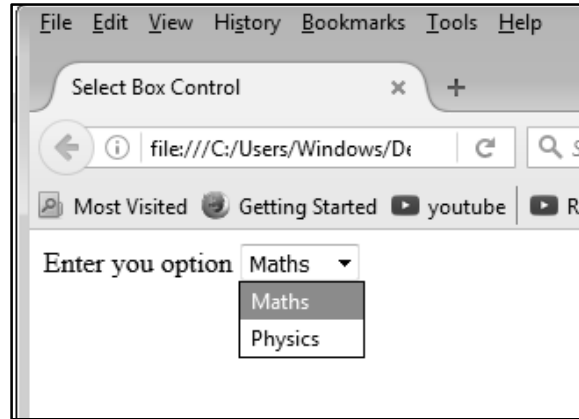 File Edit View History Bookmarks Tools Help
Select Box Control × +
file:///C:/Users/Windows/De
Most Visited Getting Started youtube R
Enter you option Maths
Maths
Physics